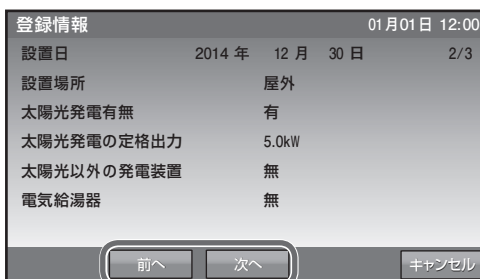 登録情報 01月01日 12:00
設置日 2014 年 12 月 30 日 2/3
設置場所 屋外
太陽光発電有無 有
太陽光発電の定格出力 5.0kW
太陽光以外の発電装置 無
電気給湯器 無
前へ 次へ キャンセル